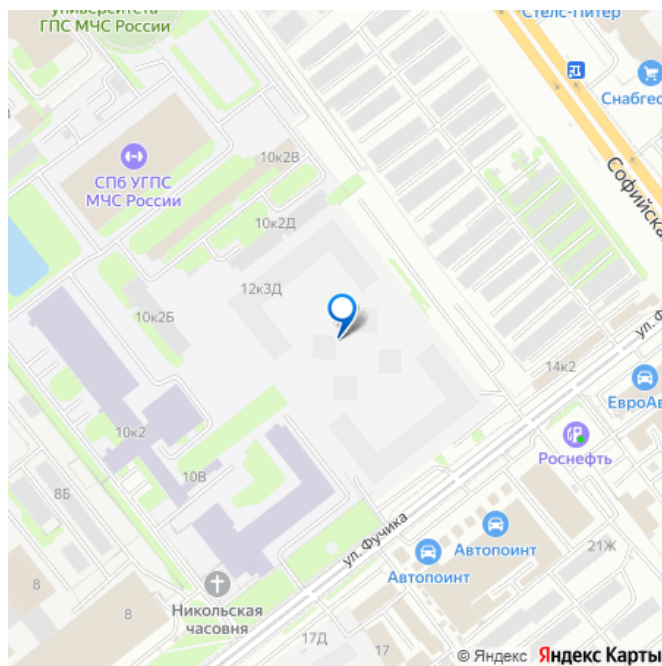 университета
ГПС МЧС России
Стелс-Питер
Снабгео
10к2В
СПб УГПС
МЧС России
10к2Д
Софийска
12к3Д
10к2Б
ул. Ф
14к2
ЕвроАв
10к2
10В
Роснефть
8Б
ул. Фучика
Автопоинт
21Ж
Автопоинт
8
8
Никольская
часовня
17Д
17
© Яндекс Яндекс Карты